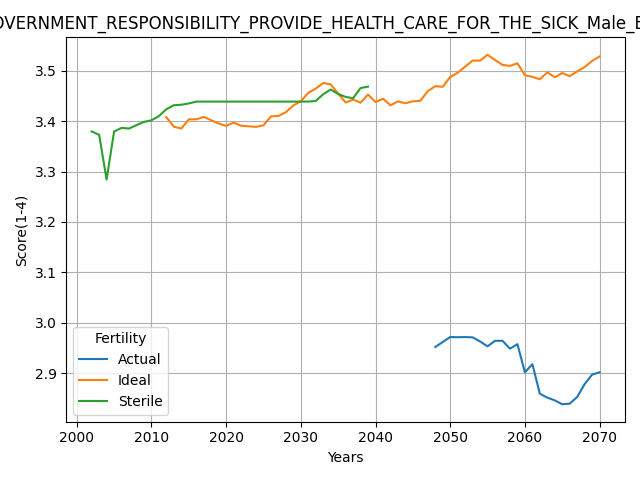 OVERNMENT_RESPONSIBILITY_PROVIDE_HEALTH_CARE_FOR_THE_SICK_Male_E
3.5
3.4
3.3
3.2
3.1
3.0
2.9
Score(1-4)
Fertility
Actual
Ideal
Sterile
2000 2010 2020 2030 2040 2050 2060 2070
Years